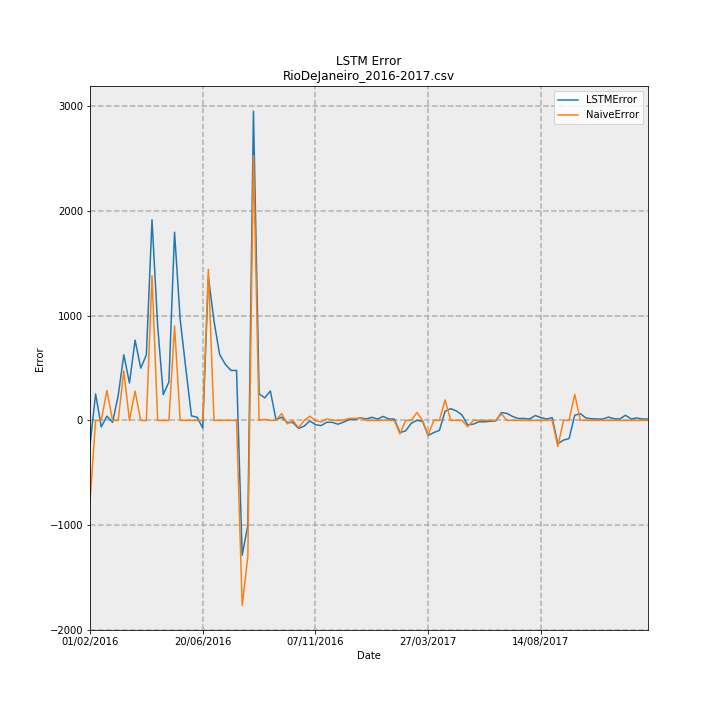 LSTM Error
RioDeJaneiro_2016-2017.csv
LSTMError
NaiveError
3000
2000
1000
0
−1000
−2000
Error
01/02/2016
20/06/2016
07/11/2016
27/03/2017
14/08/2017
Date